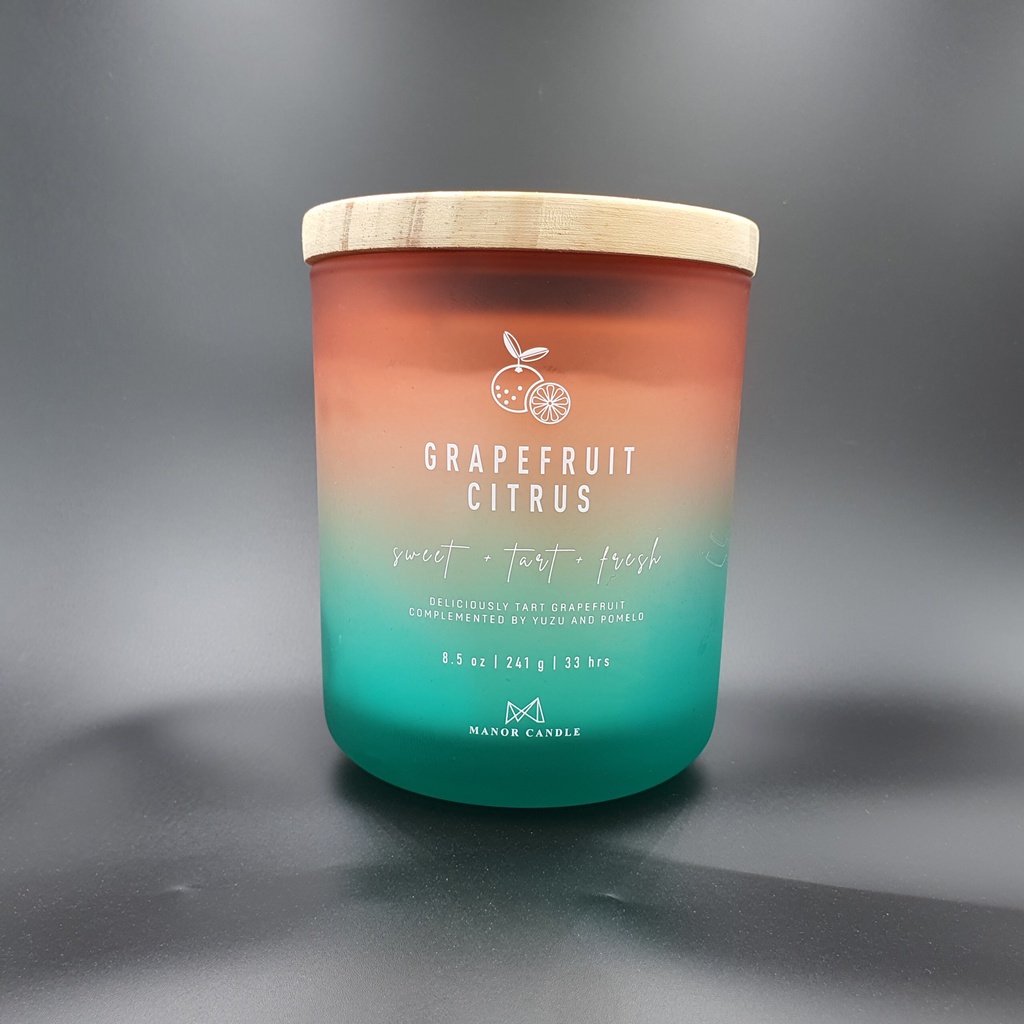 GRAPEFRUIT
CITRUS
sweet + tart + fresh
DELICIOUSLY TART GRAPEFRUIT
COMPLEMENTED BY YUZU AND POMELO
8.5 oz | 241 g | 33 hrs
MANOR CANDLE